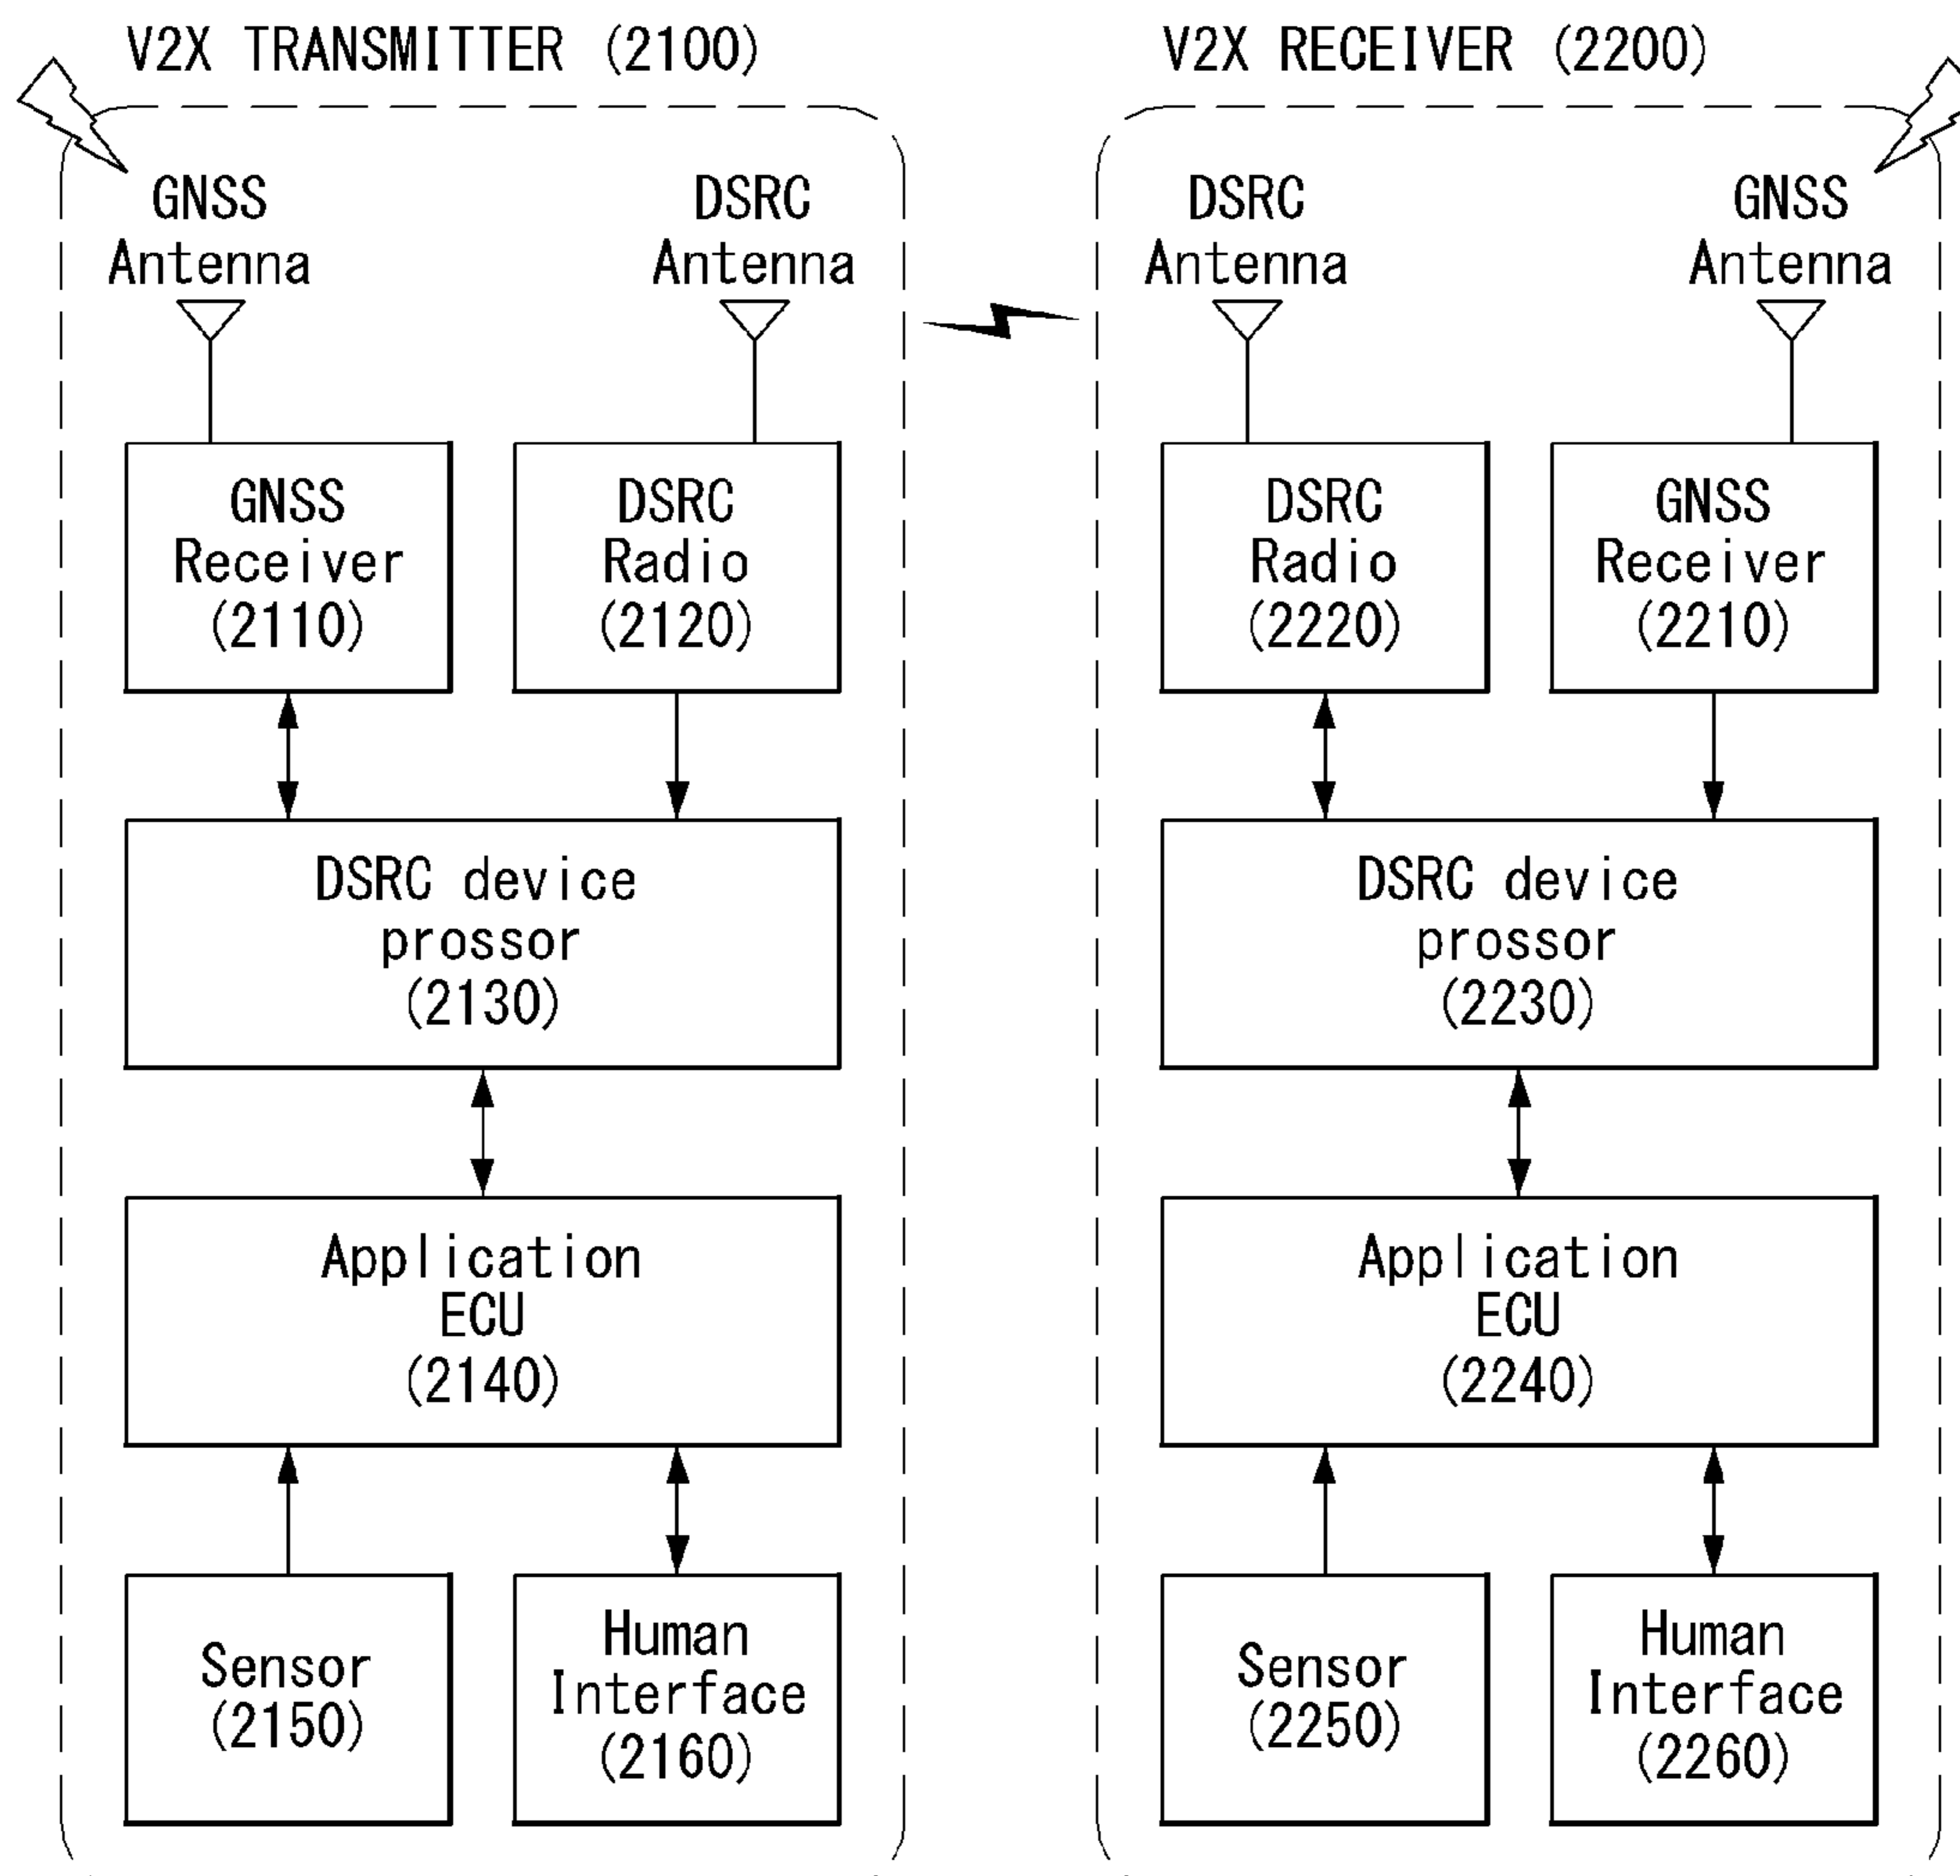 V2X TRANSMITTER (2100)
GNSS
Antenna
DSRC
Antenna
GNSS
Receiver
(2110)
DSRC
Radio
(2120)
DSRC device
prossor
(2130)
Application
ECU
(2140)
Sensor
(2150)
Human
Interface
(2160)
V2X RECEIVER (2200)
DSRC
Antenna
GNSS
Antenna
DSRC
Radio
(2220)
GNSS
Receiver
(2210)
DSRC device
prossor
(2230)
Application
ECU
(2240)
Sensor
(2250)
Human
Interface
(2260)